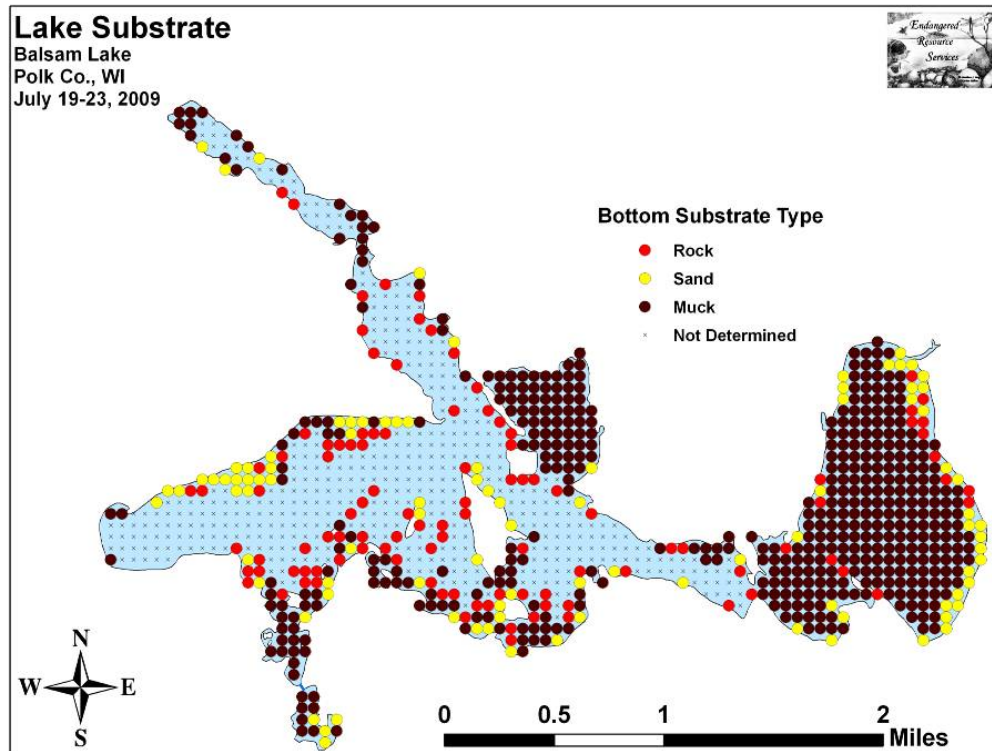 Lake Substrate
Balsam Lake
Polk Co., WI
July 19-23, 2009
Endangered
Resource
Services
Bottom Substrate Type
Rock
Sand
Muck
Not Determined
N
W E
S
0 0.5 1 2
Miles